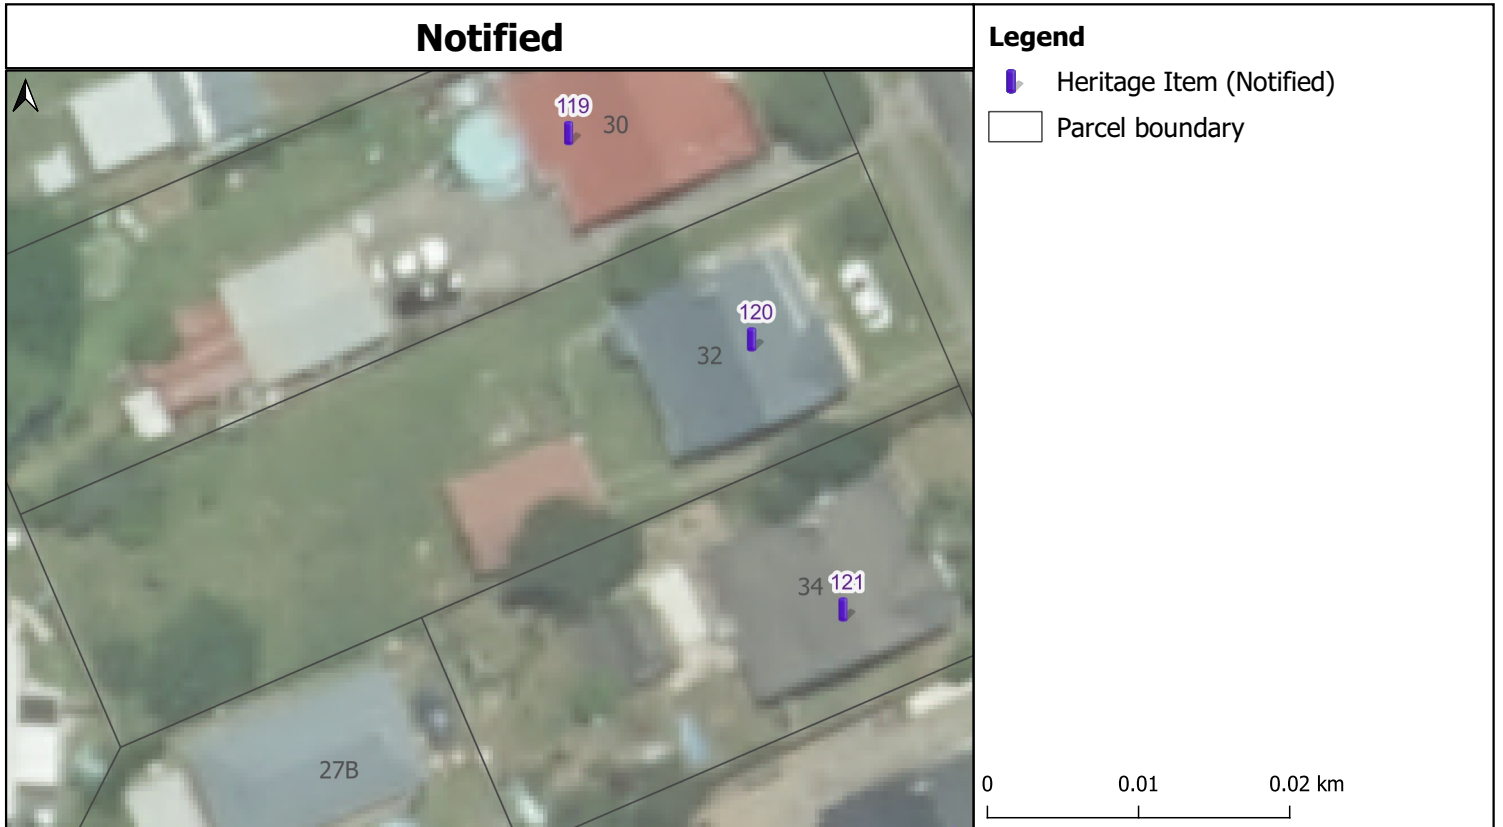 Notified
Legend
Heritage Item (Notified)
Parcel boundary
119
30
120
32
34 121
27B
0 0.01 0.02 km